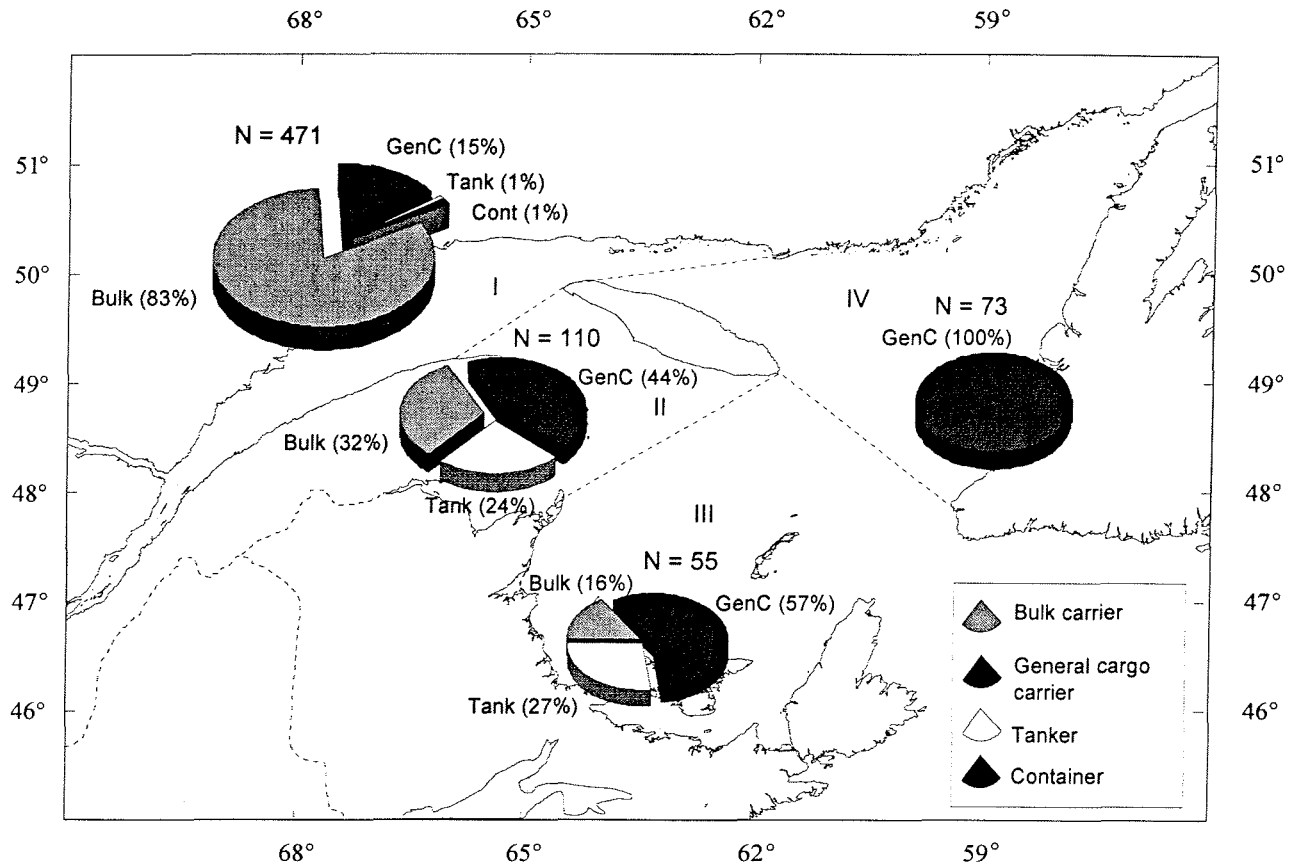 68° 65° 62° 59°
N = 471
GenC (15%)
51° 51°
Tank (1%)
Cont (1%)
50° 50°
I
Bulk (83%)
IV
N = 73
GenC (100%)
N = 110
49° 49°
GenC (44%)
II
Bulk (32%)
48° 48°
Tank (24%)
III
N = 55
Bulk (16%)
GenC (57%)
47° 47°
Bulk carrier
General cargo
carrier
46° 46°
Tank (27%)
Tanker
Container
68° 65° 62° 59°